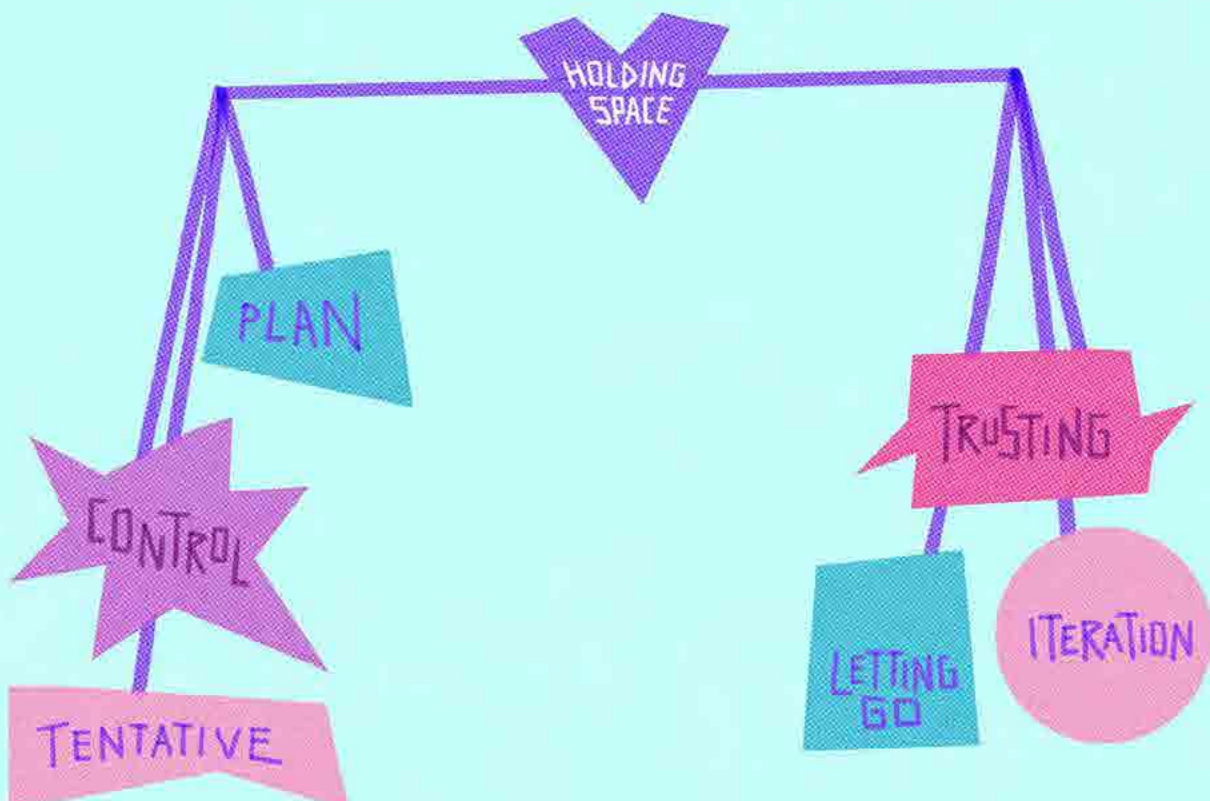 HOLDING
SPACE
PLAN
CONTROL
TENTATIVE
TRUSTING
LETTING
GO
ITERATION